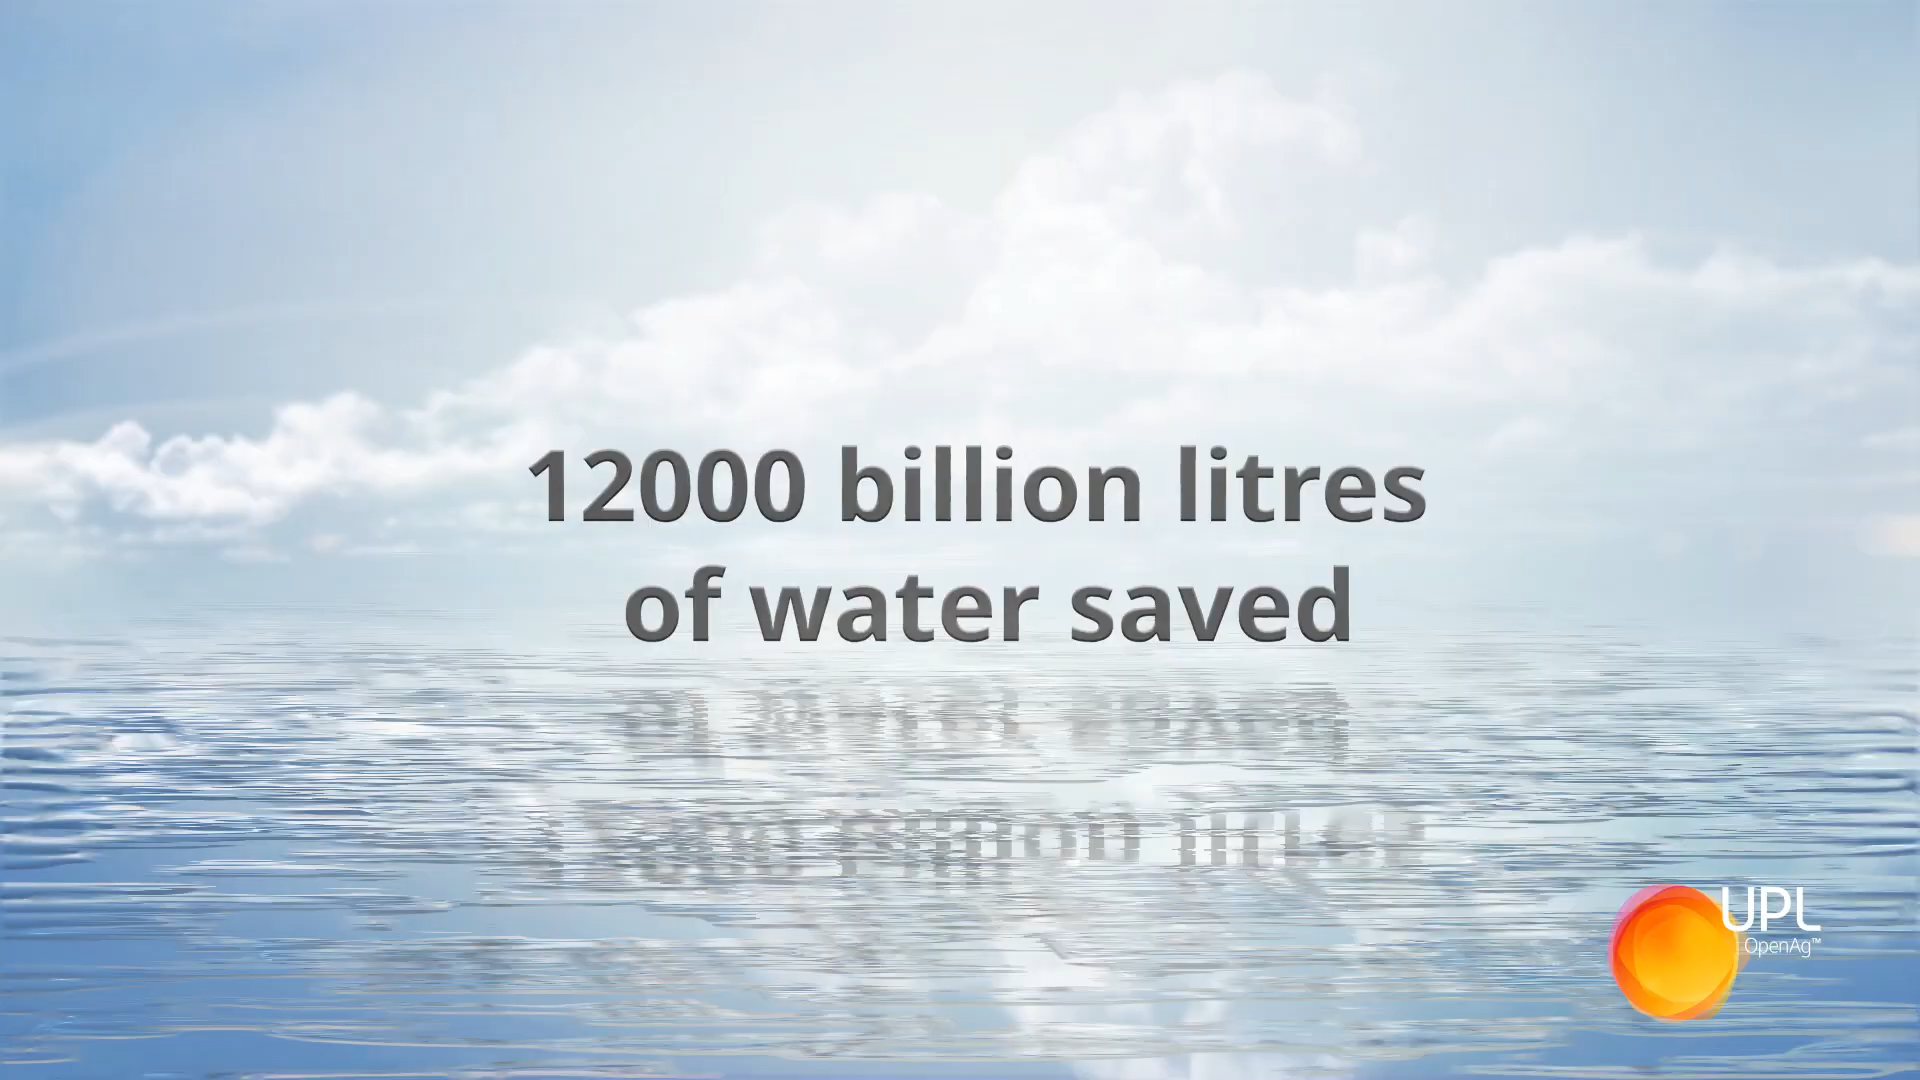 12000 billion litres
of water saved
UPL
OpenAg™